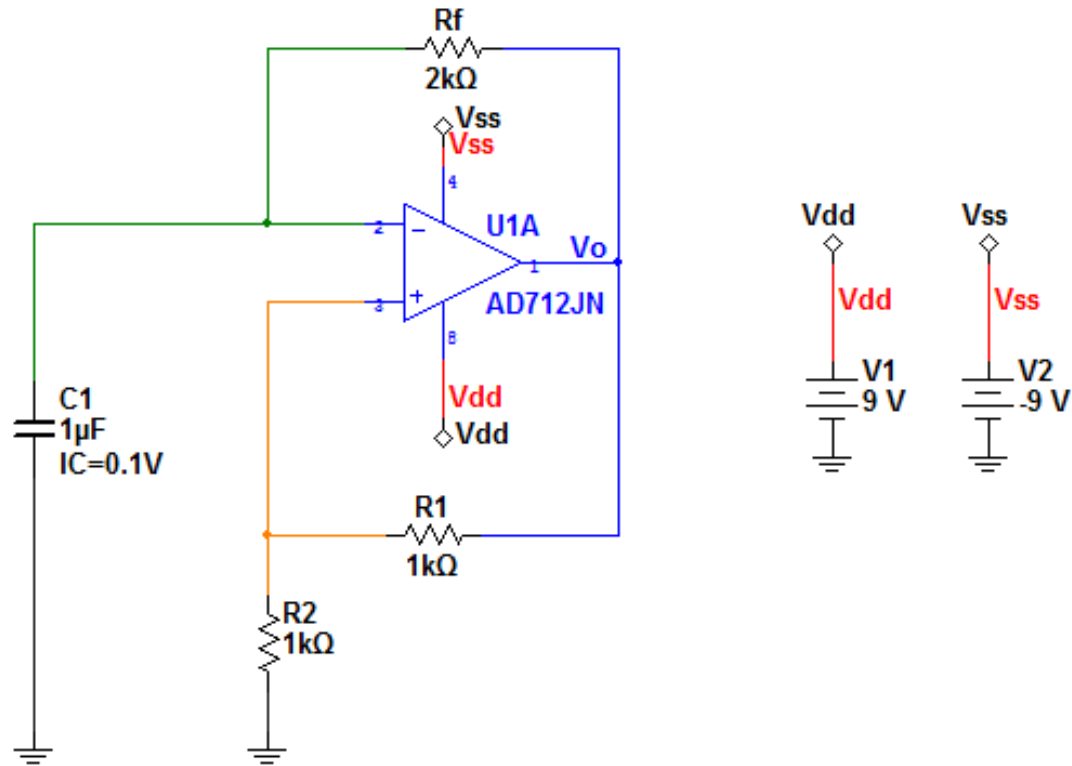 Rf
2kΩ
Vss
Vss
4
2
U1A
Vo
1
3
AD712JN
8
Vdd
Vdd
C1
1µF
IC=0.1V
R1
1kΩ
R2
1kΩ
Vdd
Vss
Vdd
Vss
V1
9 V
V2
-9 V